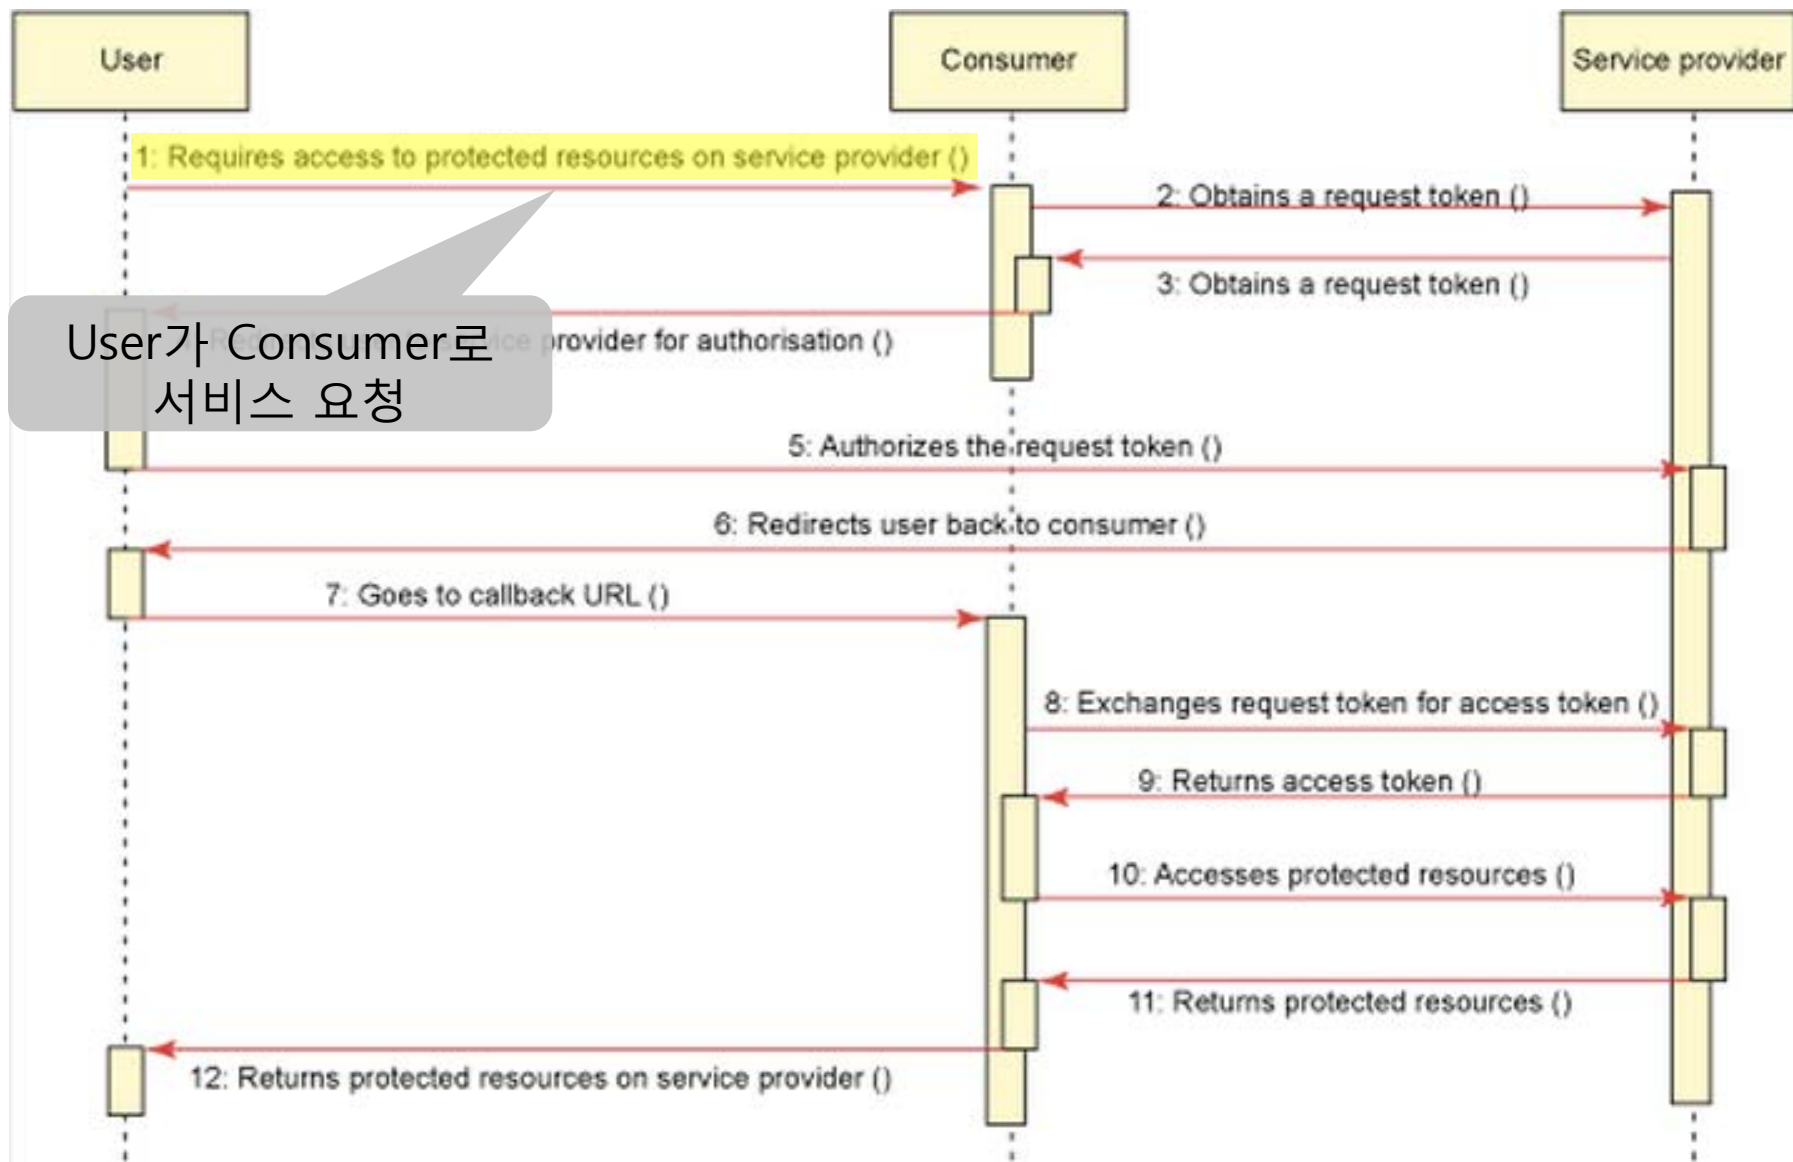 User
Consumer
Service provider
1: Requires access to protected resources on service provider ()
2: Obtains a request token ()
3: Obtains a request token ()
provider for authorisation ()
User가 Consumer로
서비스 요청
5: Authorizes the request token ()
6: Redirects user back to consumer ()
7: Goes to callback URL ()
8: Exchanges request token for access token ()
9: Returns access token ()
10: Accesses protected resources ()
11: Returns protected resources ()
12: Returns protected resources on service provider ()